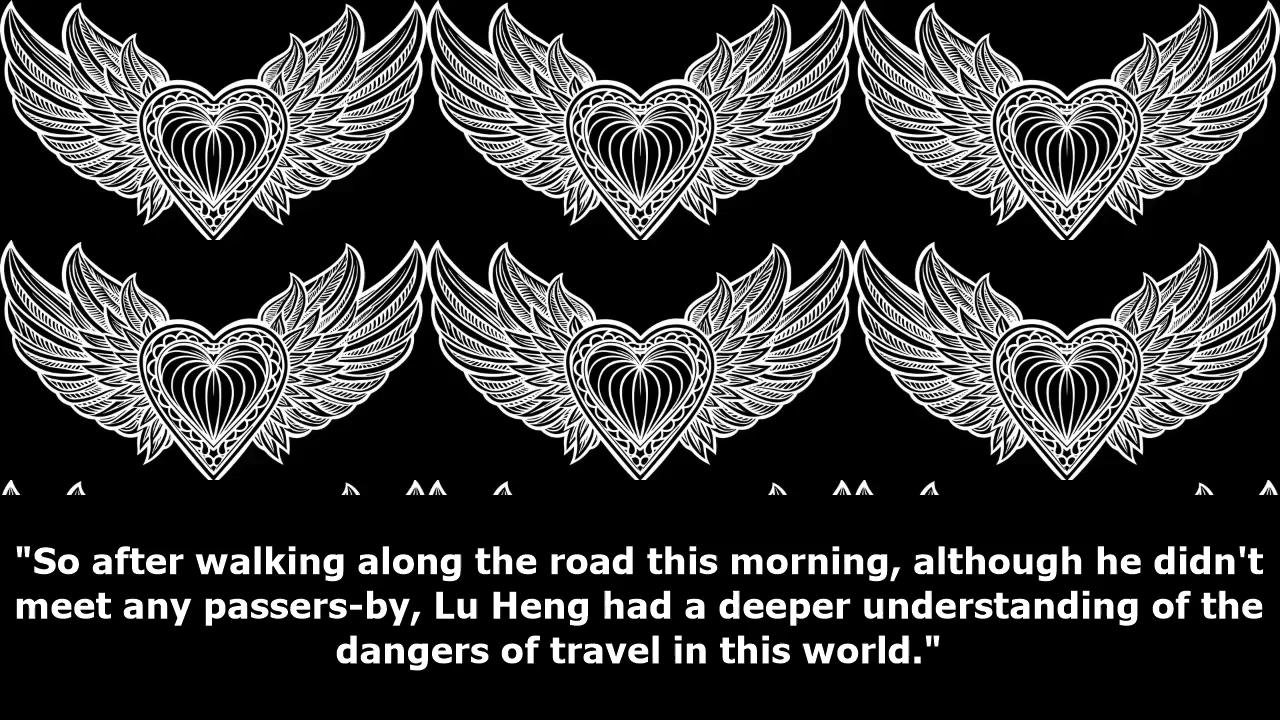 "So after walking along the road this morning, although he didn't
meet any passers-by, Lu Heng had a deeper understanding of the
dangers of travel in this world."